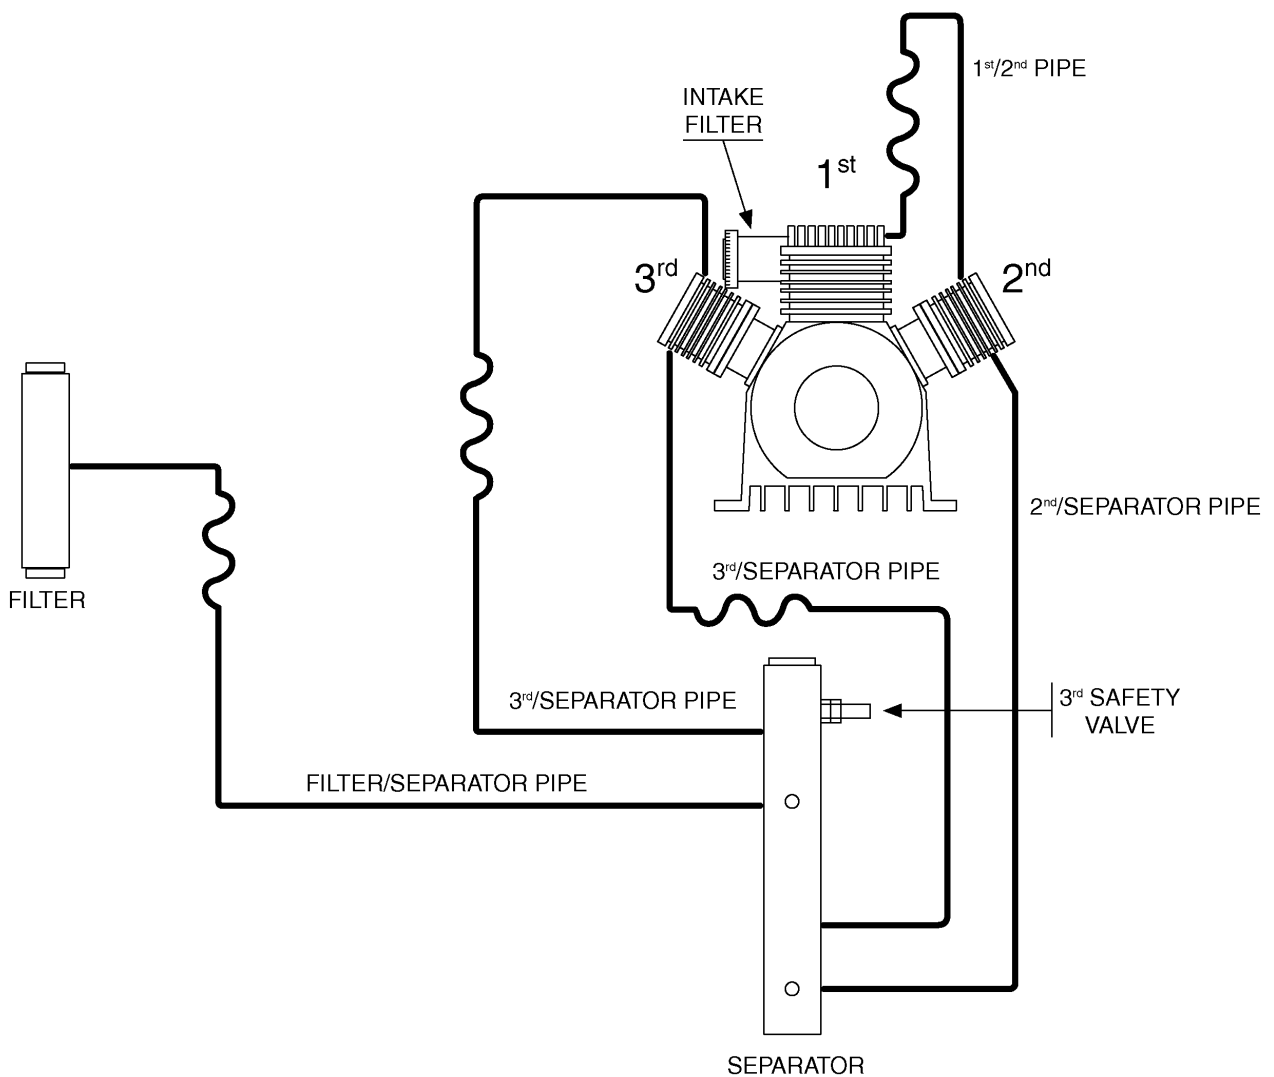 1st/2nd PIPE
INTAKE
FILTER
1st
3rd
2nd
2nd/SEPARATOR PIPE
3rd/SEPARATOR PIPE
FILTER
3rd/SEPARATOR PIPE
3rd SAFETY
VALVE
FILTER/SEPARATOR PIPE
SEPARATOR